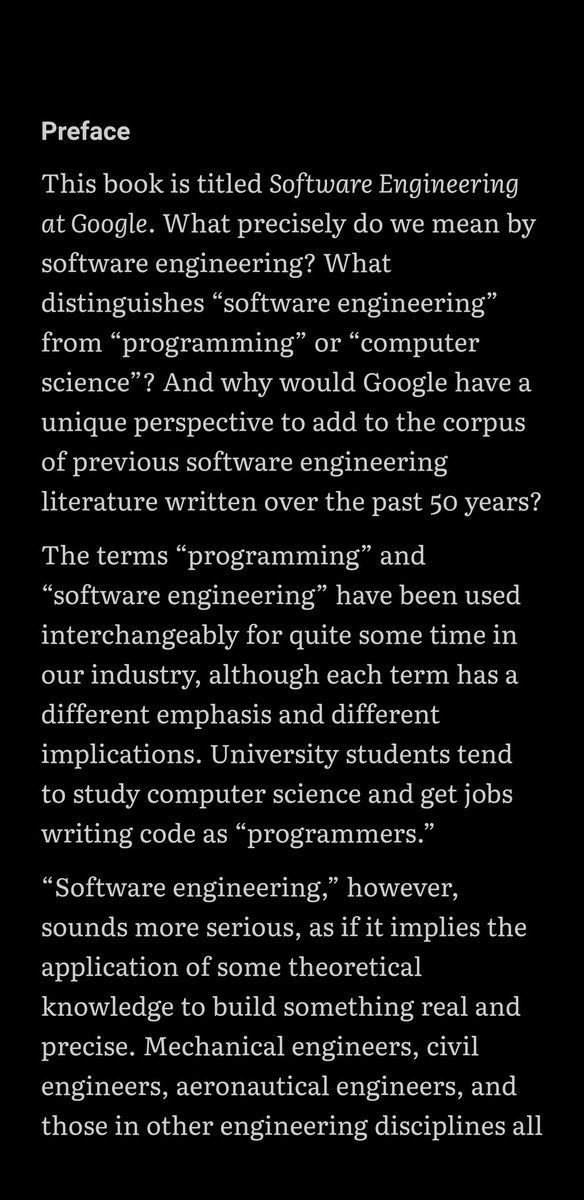 Preface
This book is titled Software Engineering
at Google. What precisely do we mean by
software engineering? What
distinguishes “software engineering”
from “programming” or “computer
science”? And why would Google have a
unique perspective to add to the corpus
of previous software engineering
literature written over the past 50 years?
The terms “programming” and
“software engineering” have been used
interchangeably for quite some time in
our industry, although each term has a
different emphasis and different
implications. University students tend
to study computer science and get jobs
writing code as “programmers.”
“Software engineering,” however,
sounds more serious, as if it implies the
application of some theoretical
knowledge to build something real and
precise. Mechanical engineers, civil
engineers, aeronautical engineers, and
those in other engineering disciplines all